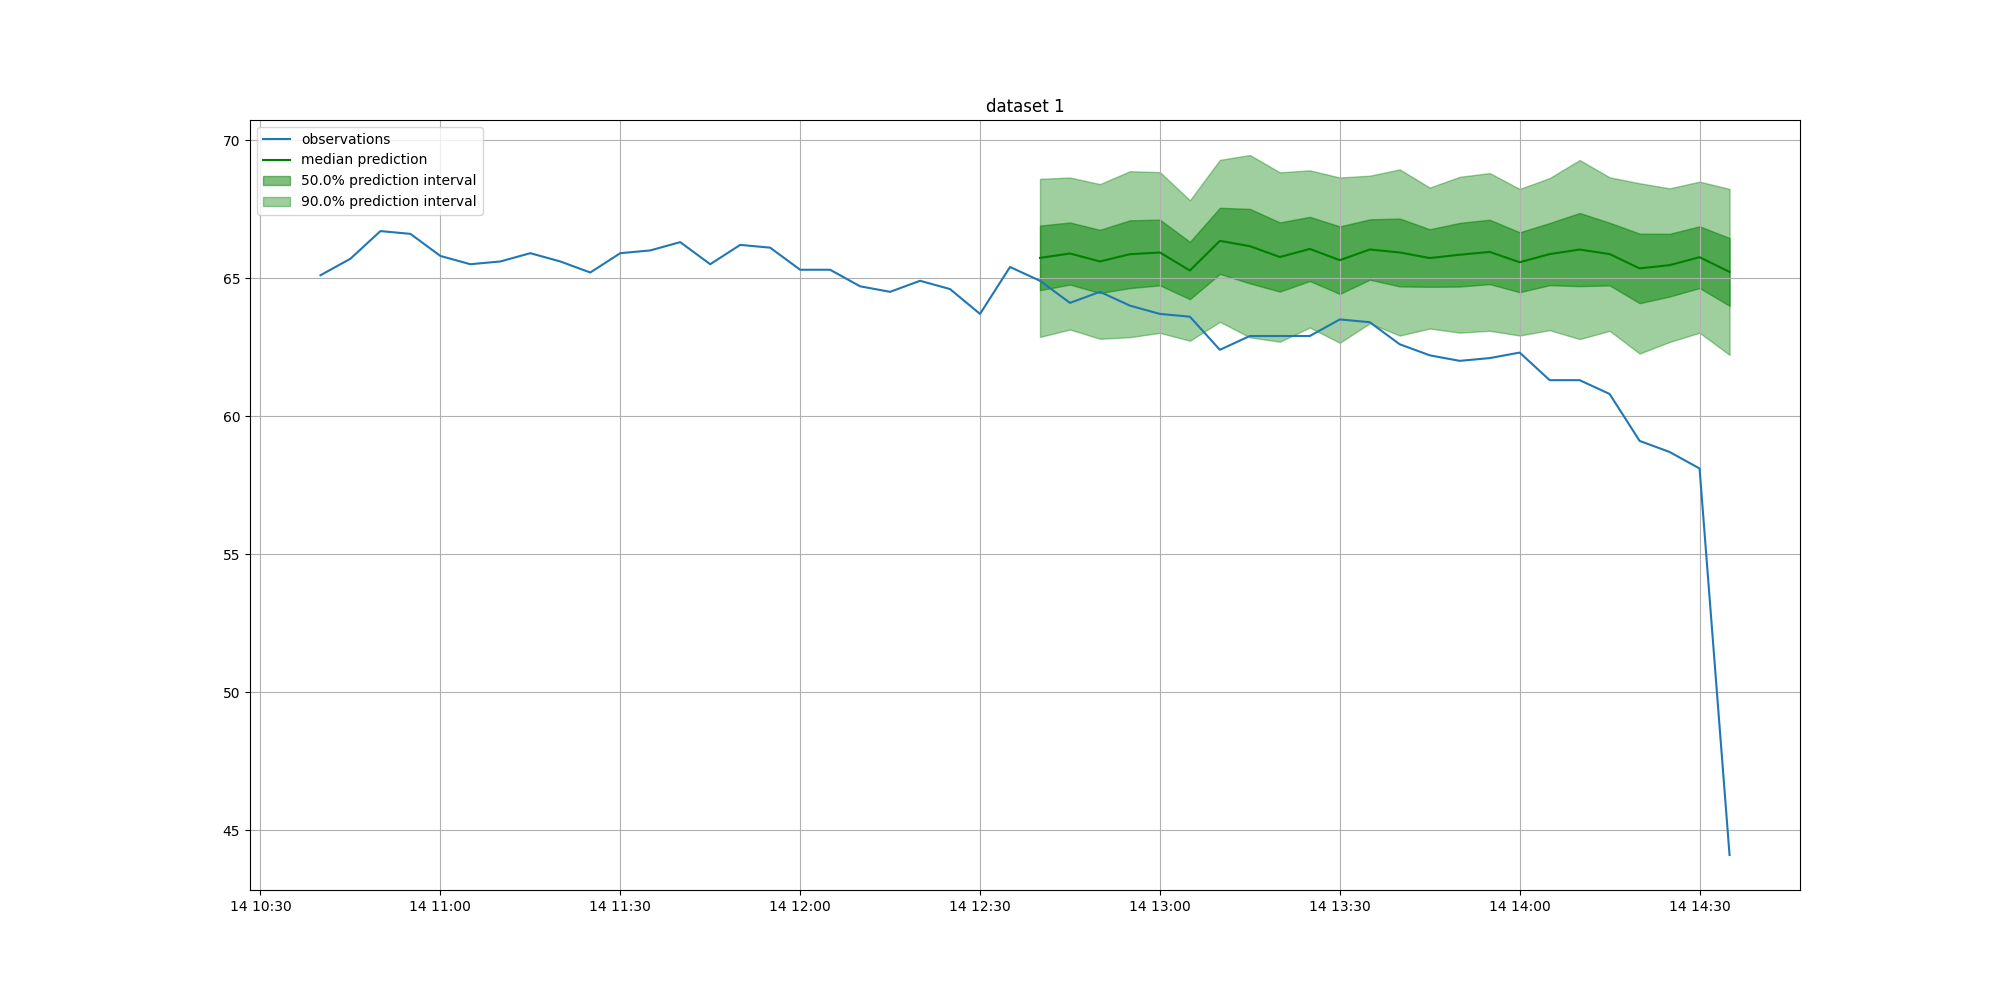 dataset 1
observations
median prediction
50.0% prediction interval
90.0% prediction interval
70
65
60
55
50
45
14 10:30 14 11:00 14 11:30 14 12:00 14 12:30 14 13:00 14 13:30 14 14:00 14 14:30